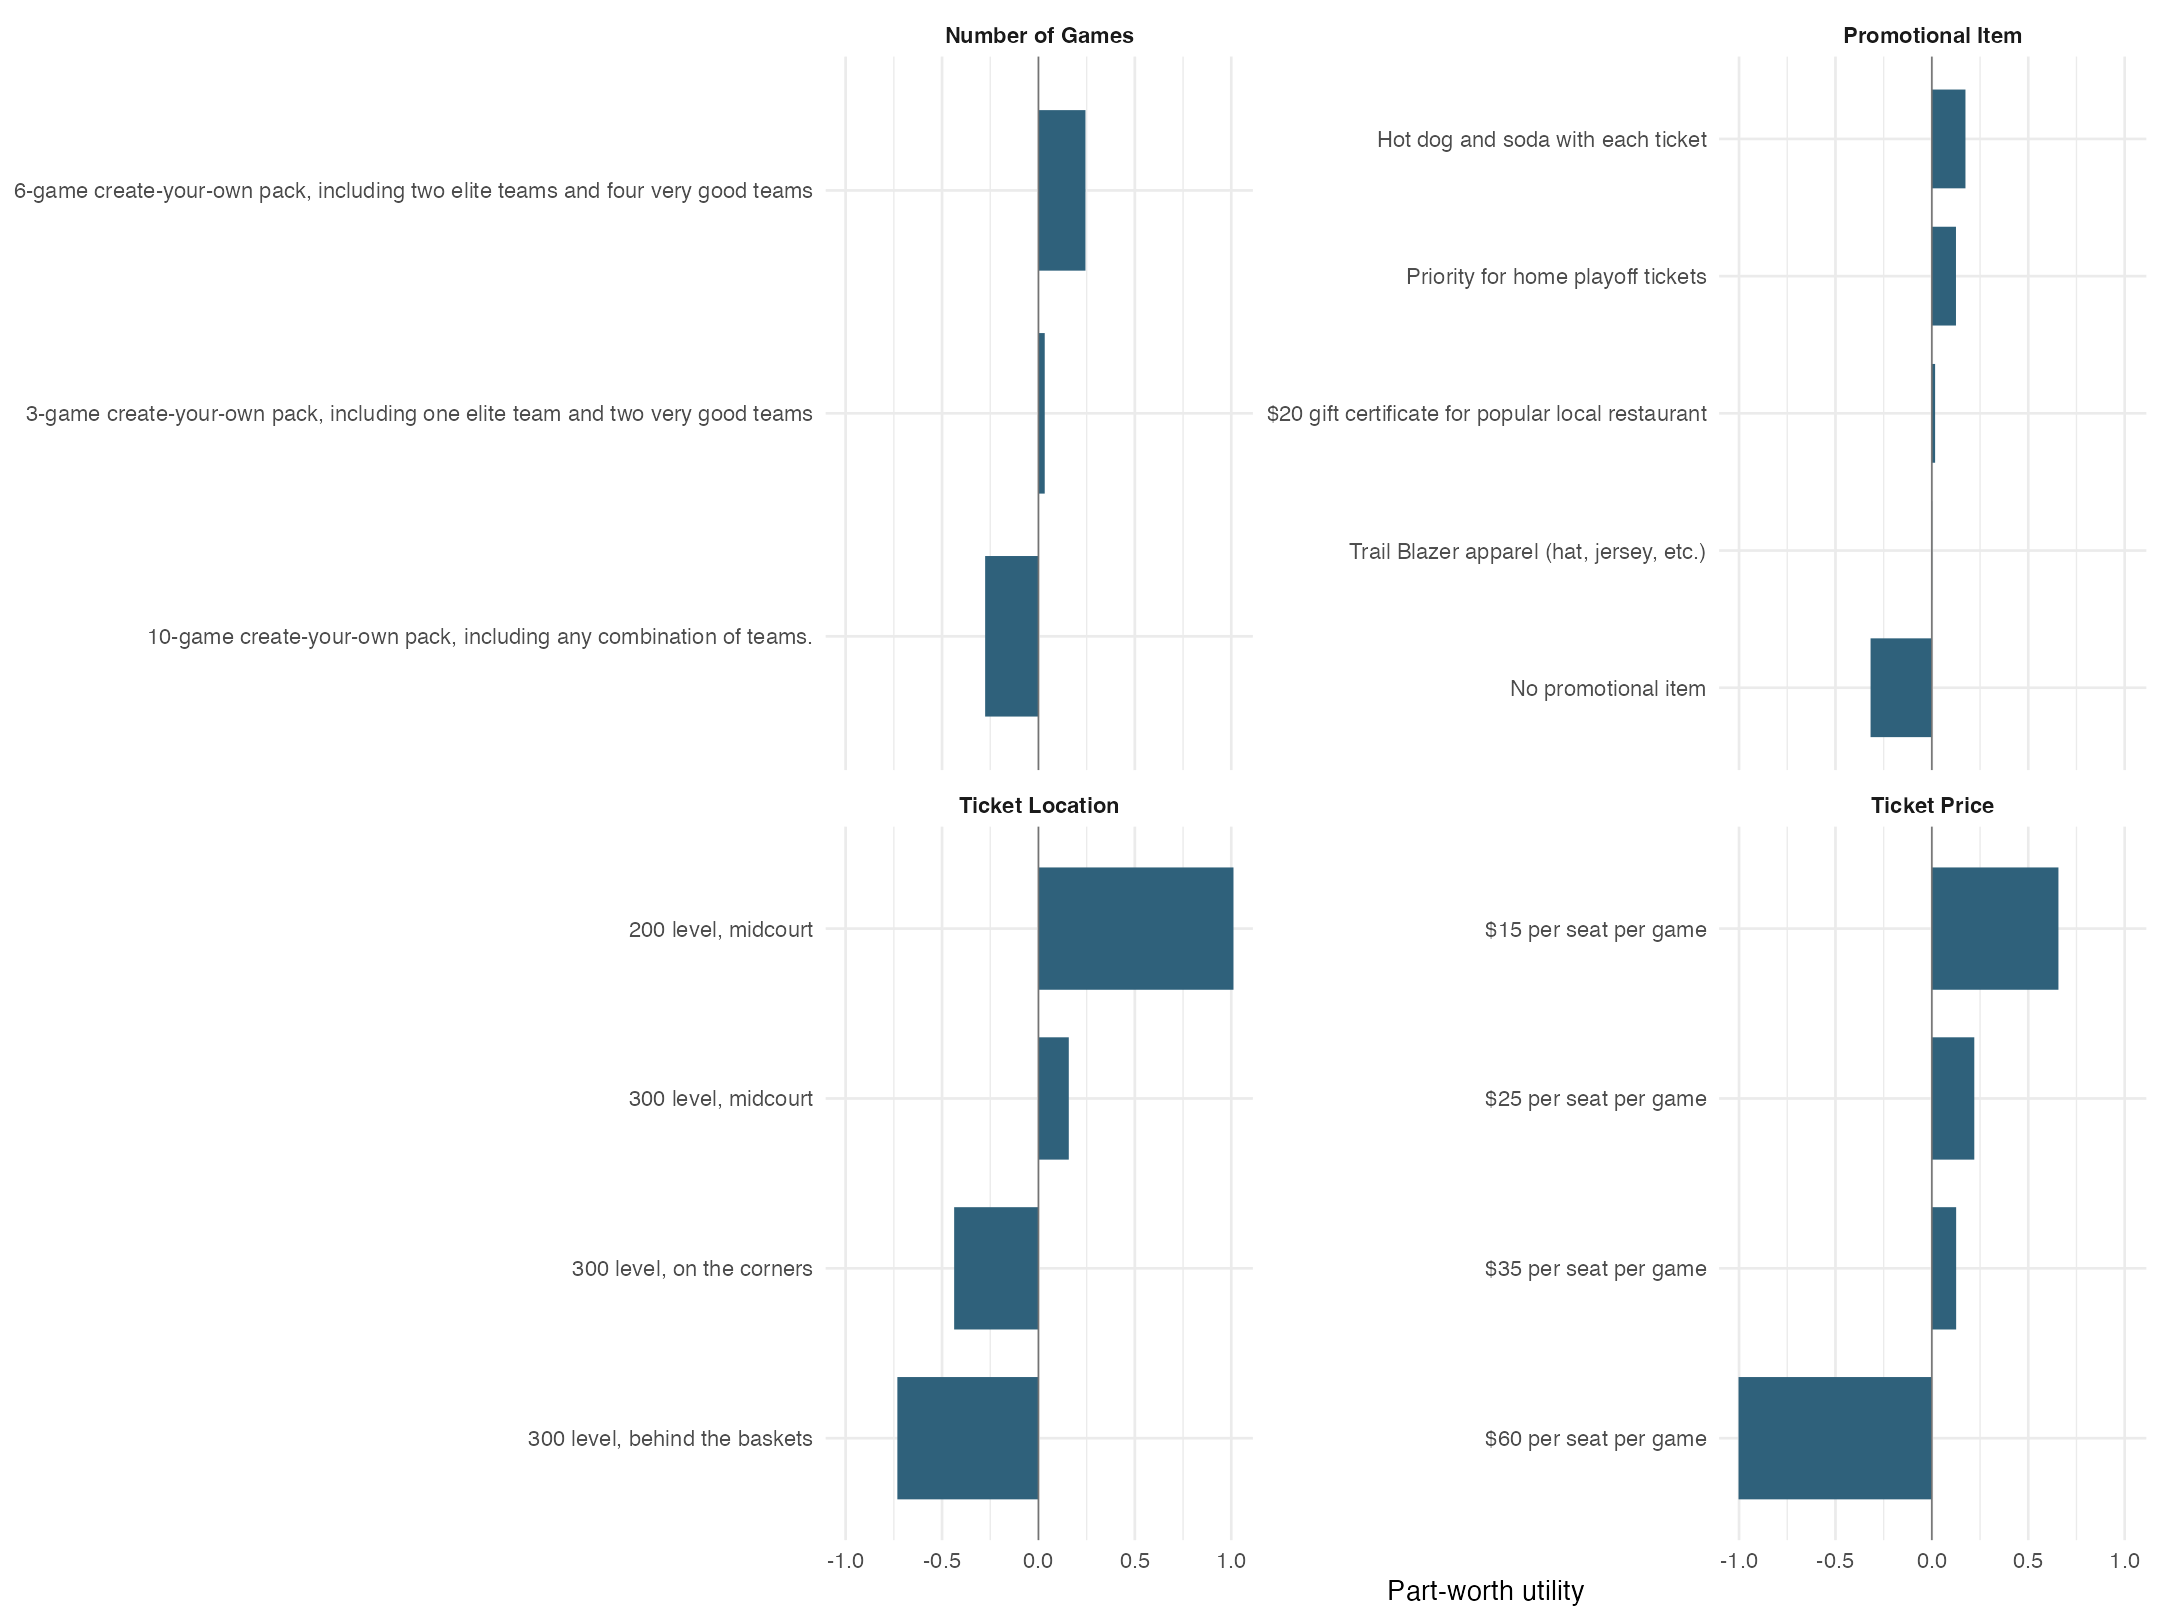 Number of Games
6-game create-your-own pack, including two elite teams and four very good teams
3-game create-your-own pack, including one elite team and two very good teams
10-game create-your-own pack, including any combination of teams.
Promotional Item
Hot dog and soda with each ticket
Priority for home playoff tickets
$20 gift certificate for popular local restaurant
Trail Blazer apparel (hat, jersey, etc.)
No promotional item
Ticket Location
200 level, midcourt
300 level, midcourt
300 level, on the corners
300 level, behind the baskets
-1.0 -0.5 0.0 0.5 1.0
Ticket Price
$15 per seat per game
$25 per seat per game
$35 per seat per game
$60 per seat per game
-1.0 -0.5 0.0 0.5 1.0
Part-worth utility